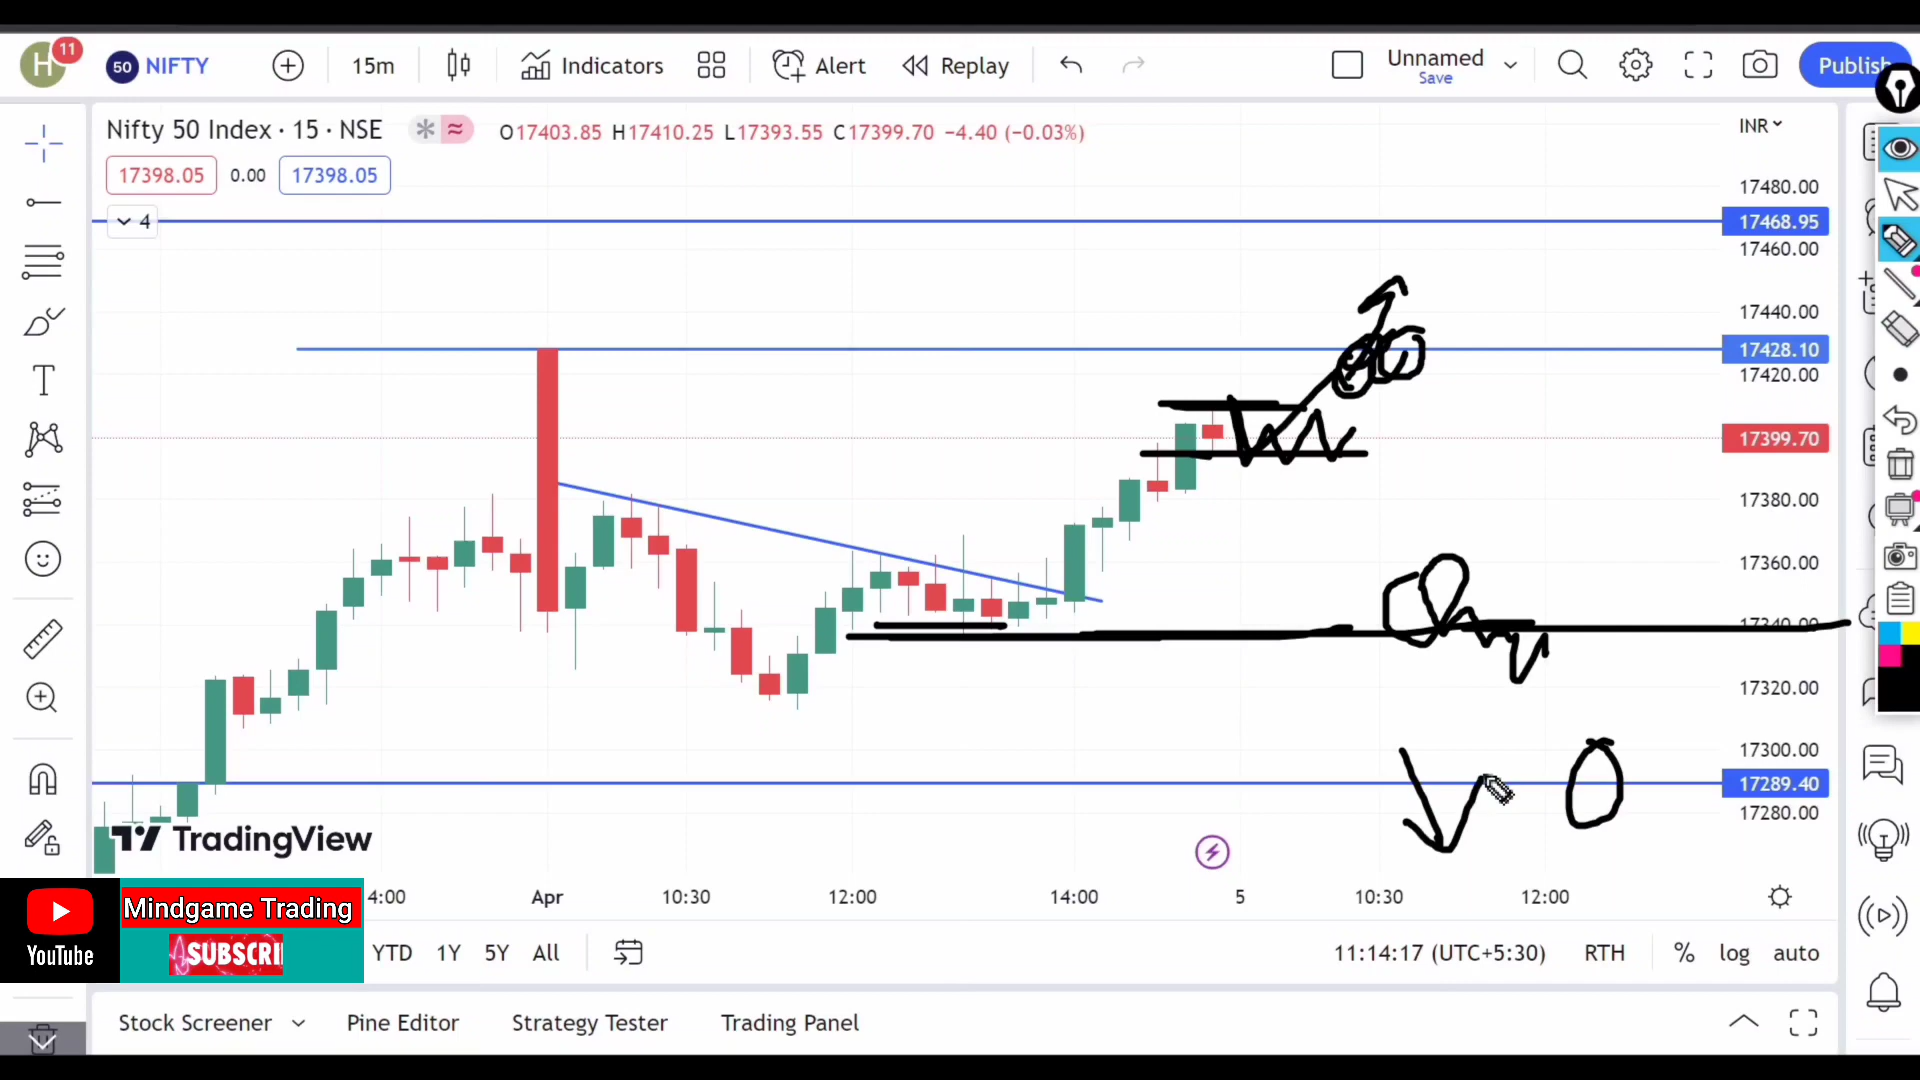 H 11 50 NIFTY 15m Indicators Alert Replay Unnamed Save Publish
Nifty 50 Index · 15 · NSE O17403.85 H17410.25 L17393.55 C17399.70 −4.40 (−0.03%) INR
17398.05 0.00 17398.05
4
17480.00
17468.95
17460.00
17440.00
17428.10
17420.00
17399.70
17380.00
17360.00
17340.00
17320.00
17300.00
17289.40
17280.00
TradingView
4:00 Apr 10:30 12:00 14:00 5 10:30 12:00
Mindgame Trading
YouTube SUBSCRI
YTD 1Y 5Y All 11:14:17 (UTC+5:30) RTH % log auto
Stock Screener Pine Editor Strategy Tester Trading Panel